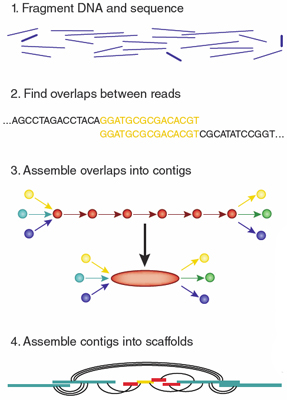 1. Fragment DNA and sequence
2. Find overlaps between reads
...AGCCTAGACCTACAGGATGCGCGACACGT
GGATGCGCGACACGTCGCATATCCGGT...
3. Assemble overlaps into contigs
4. Assemble contigs into scaffolds